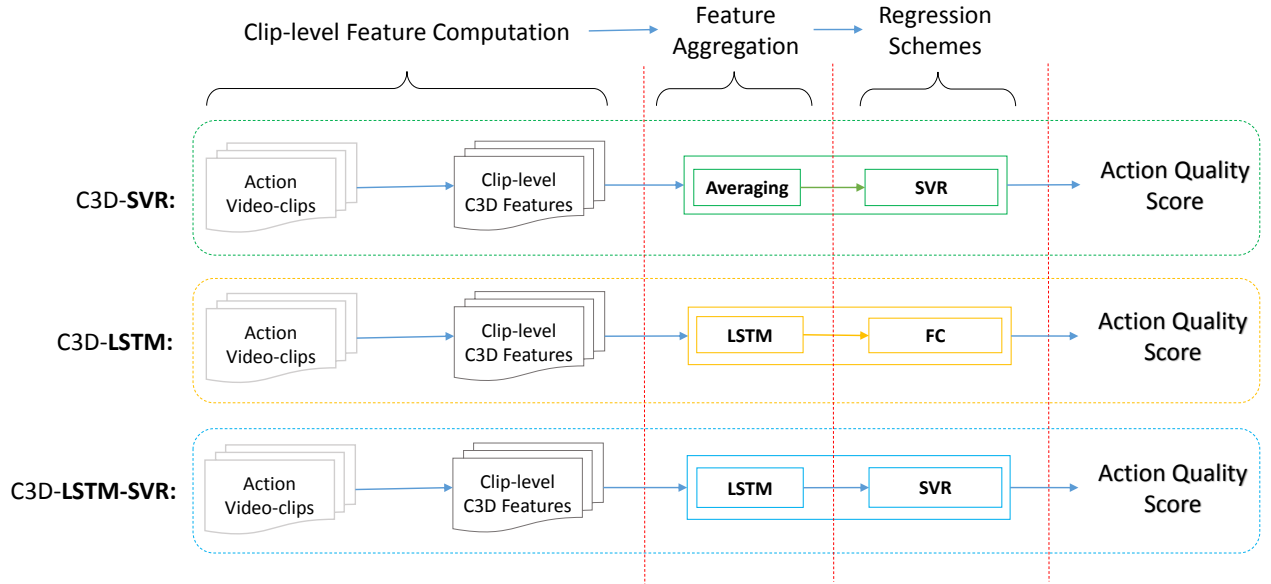 Clip-level Feature Computation
Feature
Aggregation
Regression
Schemes
C3D-SVR:
Action
Video-clips
Clip-level
C3D Features
Averaging
SVR
Action Quality
Score
C3D-LSTM:
Action
Video-clips
Clip-level
C3D Features
LSTM
FC
Action Quality
Score
C3D-LSTM-SVR:
Action
Video-clips
Clip-level
C3D Features
LSTM
SVR
Action Quality
Score